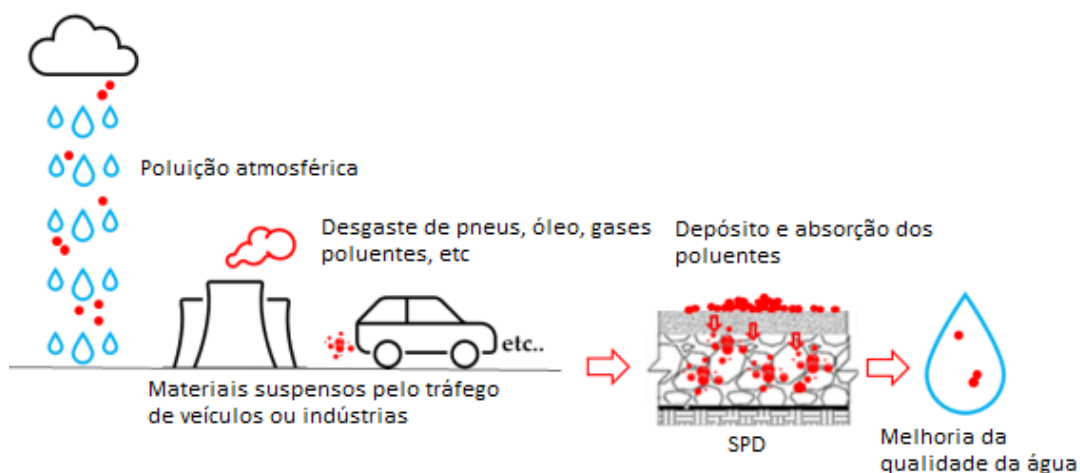 Poluição atmosférica
Desgaste de pneus, óleo, gases
poluentes, etc
Depósito e absorção dos
poluentes
etc..
Materiais suspensos pelo tráfego
de veículos ou indústrias
SPD
Melhoria da
qualidade da água